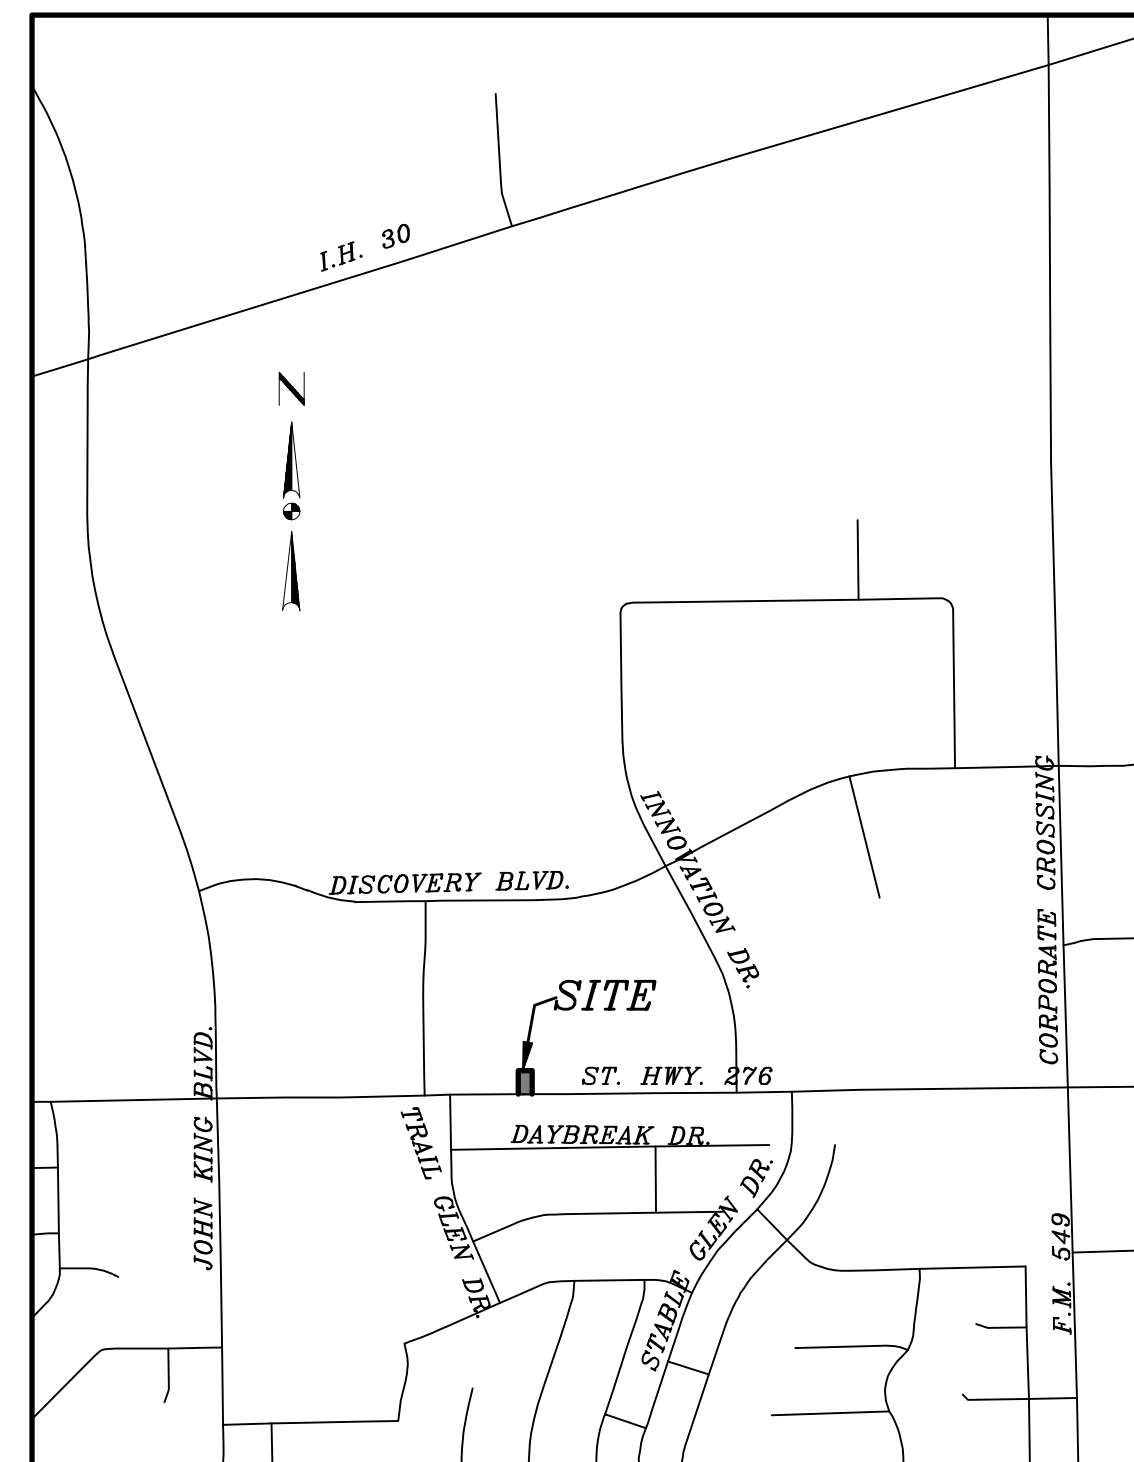 I.H. 30
N
INNOVATION DR.
CORPORATE CROSSING
DISCOVERY BLVD.
SITE
JOHN KING BLVD.
ST. HWY. 276
TRAIL GLEN DR.
DAYBREAK DR.
STABLE GLEN DR.
F.M. 549